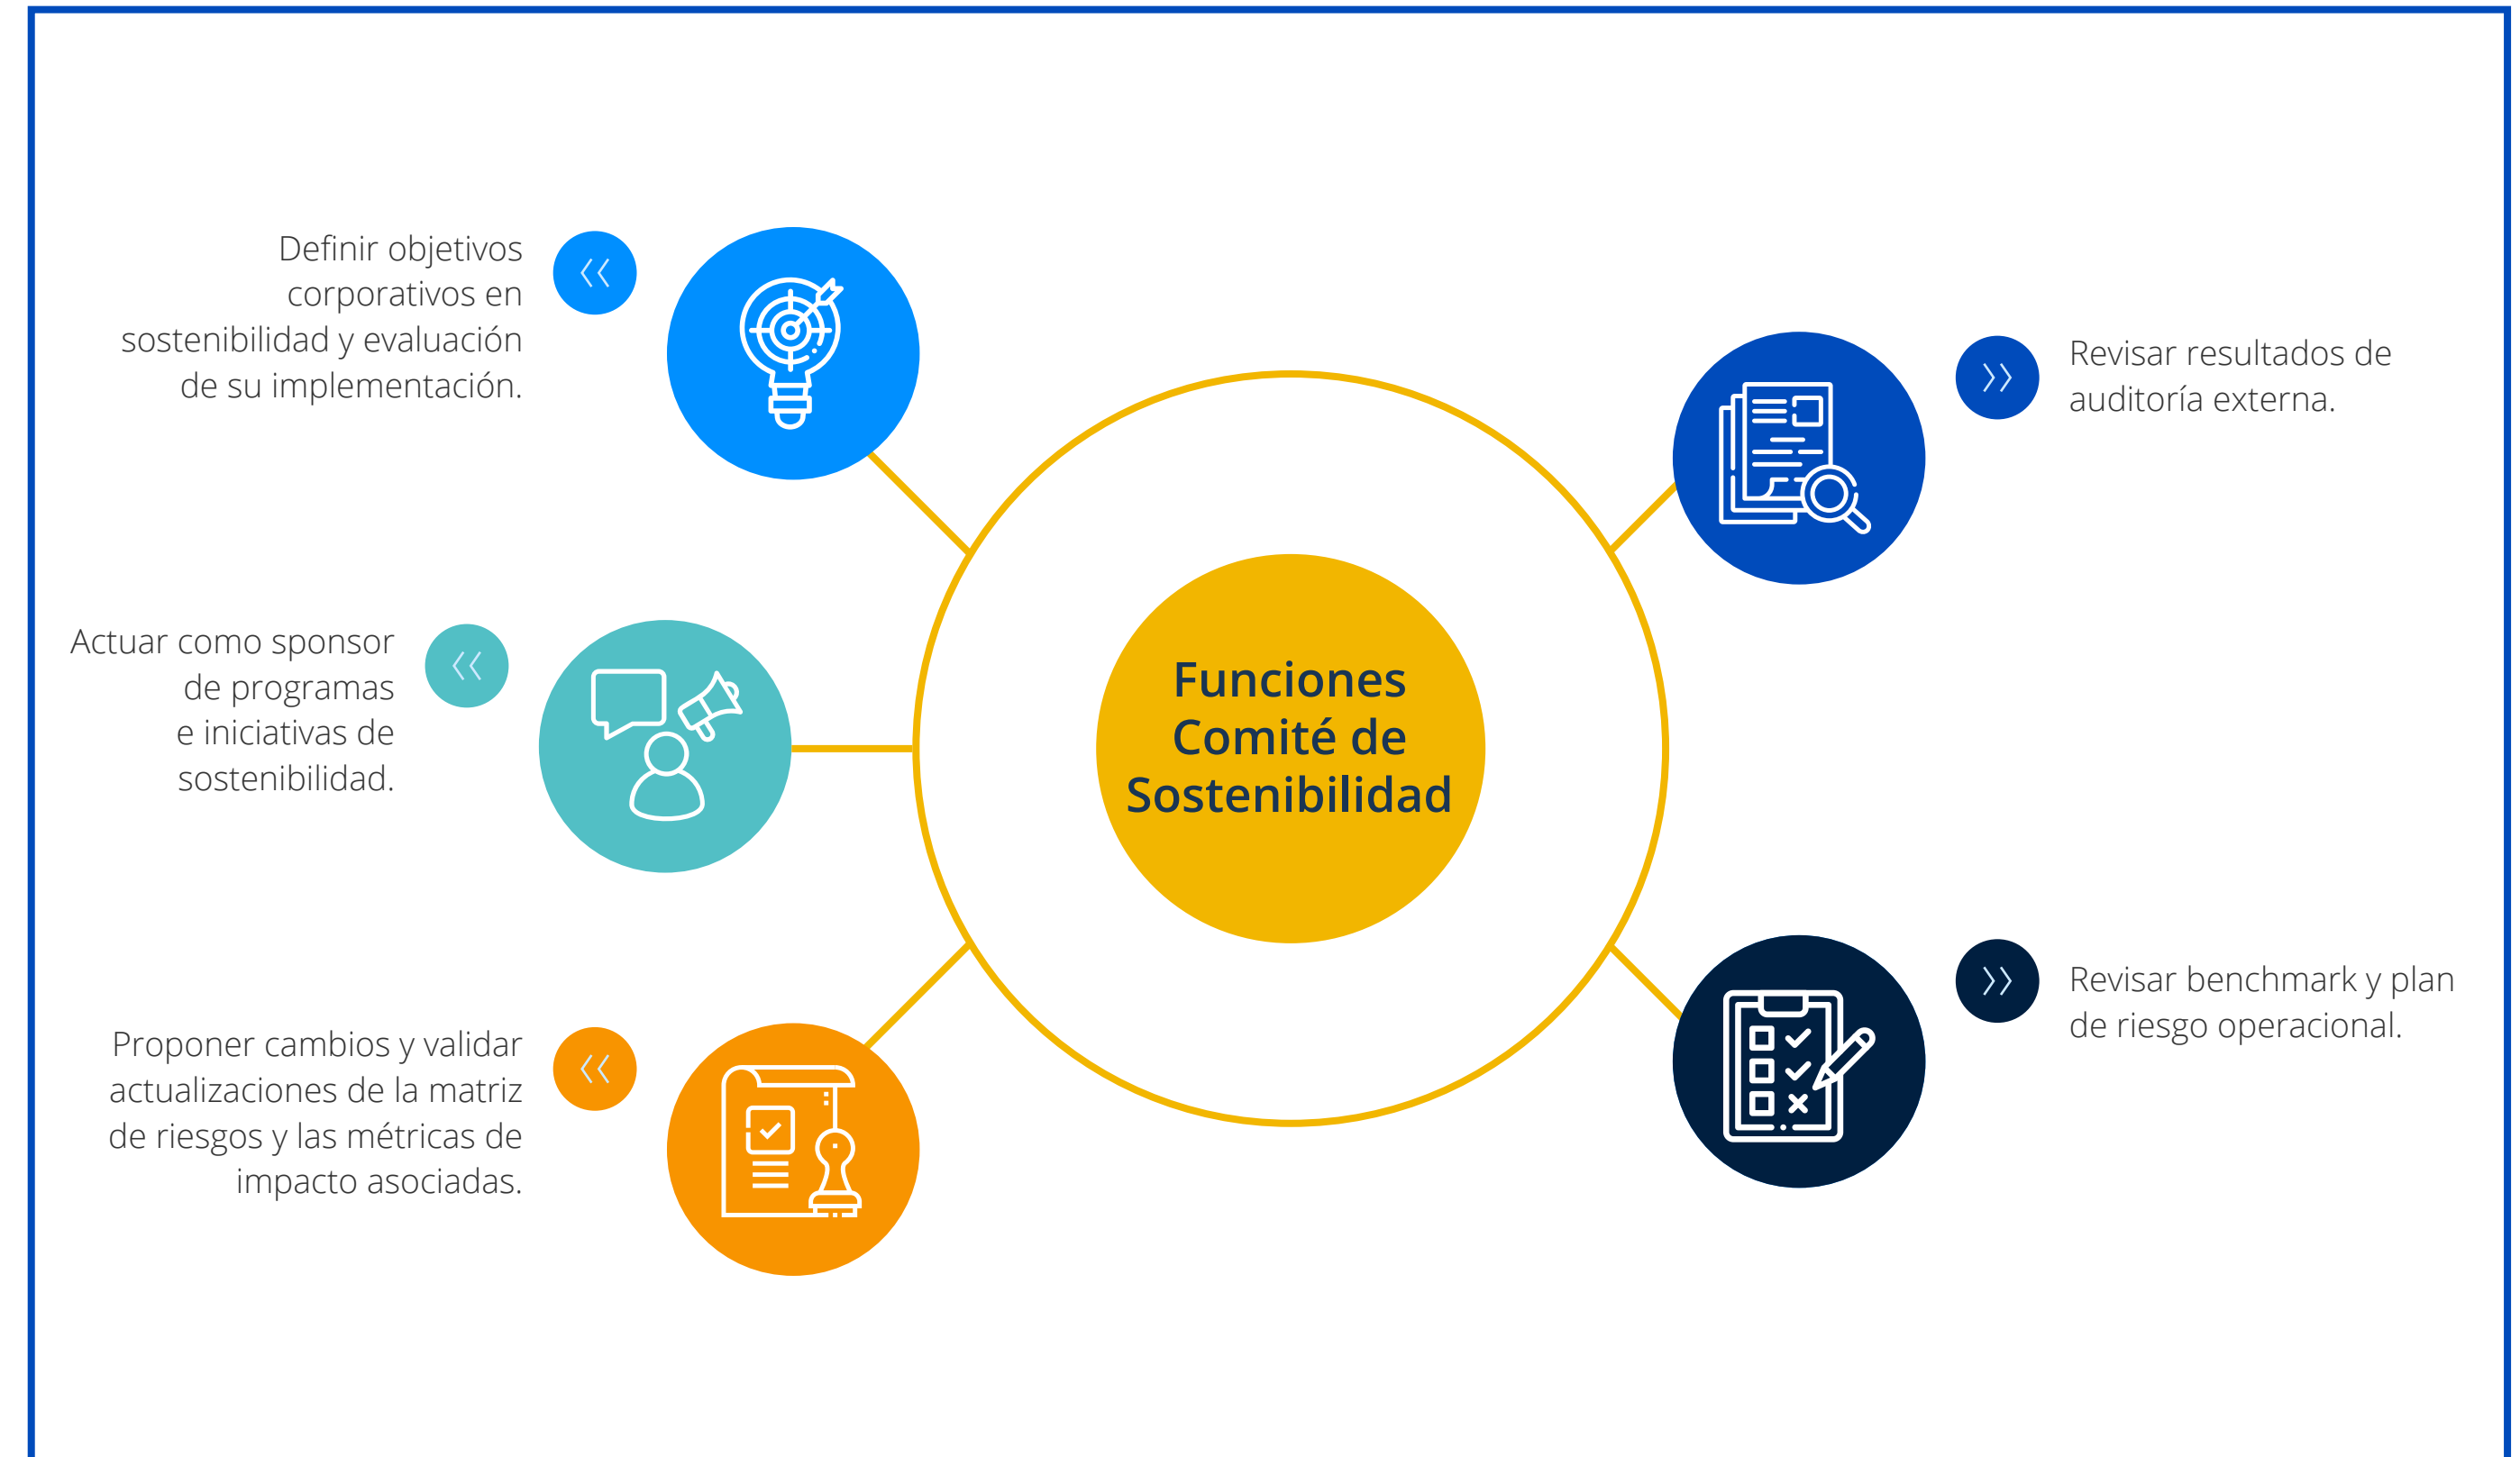 Definir objetivos
corporativos en
sostenibilidad y evaluación
de su implementación.
Actuar como sponsor
de programas
e iniciativas de
sostenibilidad.
Proponer cambios y validar
actualizaciones de la matriz
de riesgos y las métricas de
impacto asociadas.
Funciones
Comité de
Sostenibilidad
Revisar resultados de
auditoría externa.
Revisar benchmark y plan
de riesgo operacional.